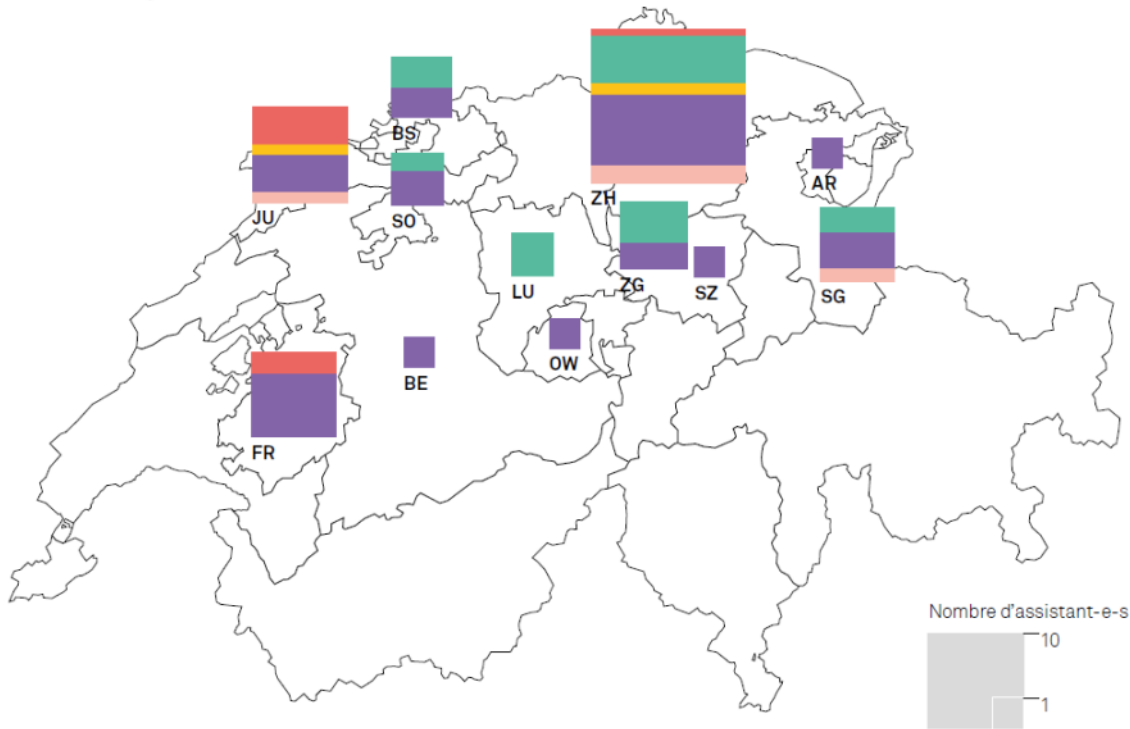 BS
JU
SO
ZH
AR
LU
ZG
SZ
SG
OW
BE
FR
Nombre d'assistant-e-s
10
1